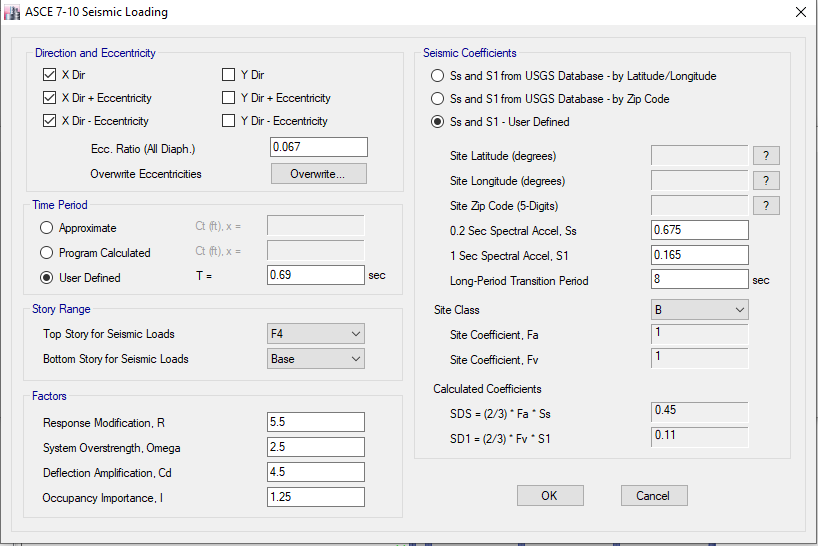 ASCE 7-10 Seismic Loading
Direction and Eccentricity
X Dir
Y Dir
X Dir + Eccentricity
Y Dir + Eccentricity
X Dir - Eccentricity
Y Dir - Eccentricity
Ecc. Ratio (All Diaph.)
0.067
Overwrite Eccentricities
Overwrite...
Time Period
Approximate
Ct (ft), x =
Program Calculated
Ct (ft), x =
User Defined
T =
0.69
sec
Story Range
Top Story for Seismic Loads
F4
Bottom Story for Seismic Loads
Base
Factors
Response Modification, R
5.5
System Overstrength, Omega
2.5
Deflection Amplification, Cd
4.5
Occupancy Importance, I
1.25
Seismic Coefficients
Ss and S1 from USGS Database - by Latitude/Longitude
Ss and S1 from USGS Database - by Zip Code
Ss and S1 - User Defined
Site Latitude (degrees)
?
Site Longitude (degrees)
?
Site Zip Code (5-Digits)
?
0.2 Sec Spectral Accel, Ss
0.675
1 Sec Spectral Accel, S1
0.165
Long-Period Transition Period
8
sec
Site Class
B
Site Coefficient, Fa
1
Site Coefficient, Fv
1
Calculated Coefficients
SDS = (2/3) * Fa * Ss
0.45
SD1 = (2/3) * Fv * S1
0.11
OK
Cancel